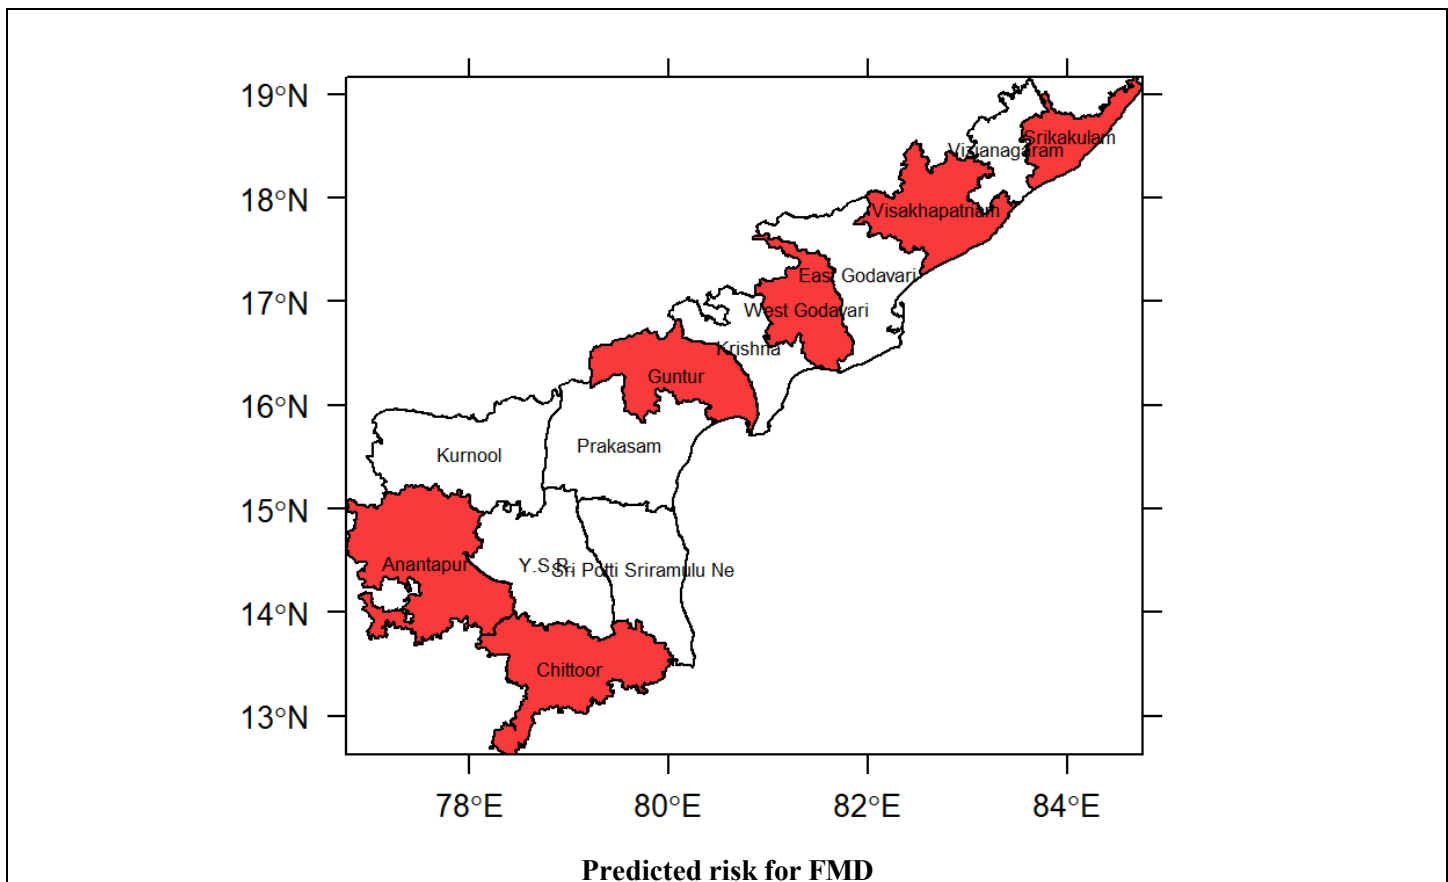 19°N
18°N
17°N
16°N
15°N
14°N
13°N
Srikakulam
Vizianagaram
Visakhapatnam
East Godavari
West Godavari
Krishna
Guntur
Prakasam
Kurnool
Anantapur
Y.S.R.
Sri Potti Sriramulu Ne
Chittoor
78°E 80°E 82°E 84°E
Predicted risk for FMD